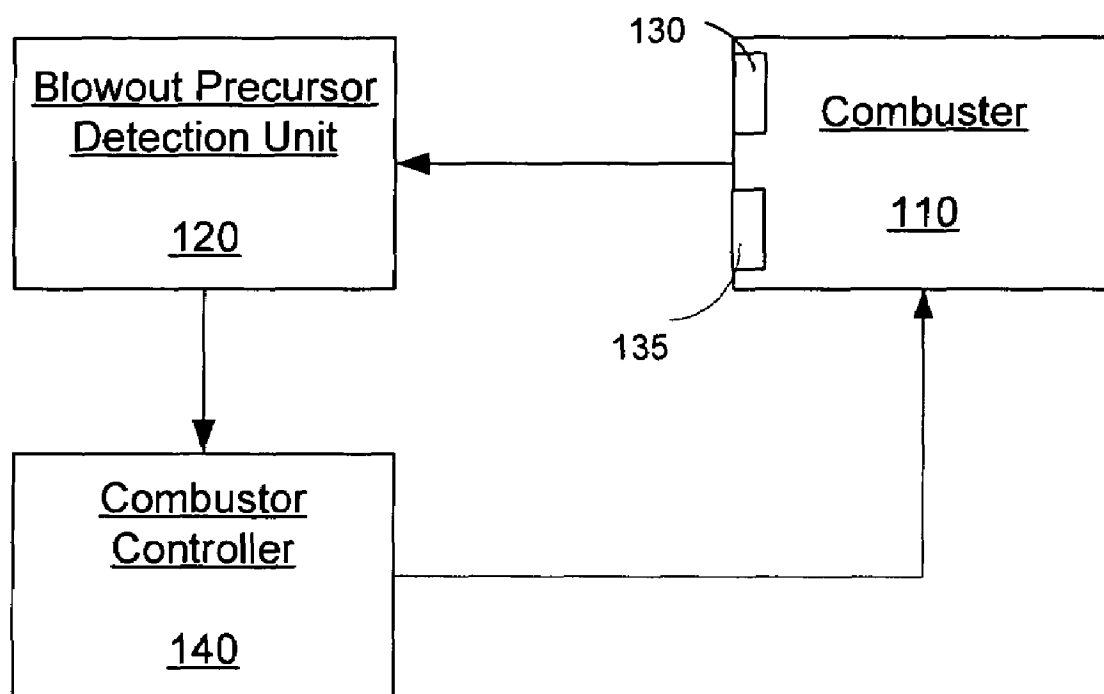 130
Blowout Precursor
Detection Unit
120
Combuster
110
135
Combustor
Controller
140